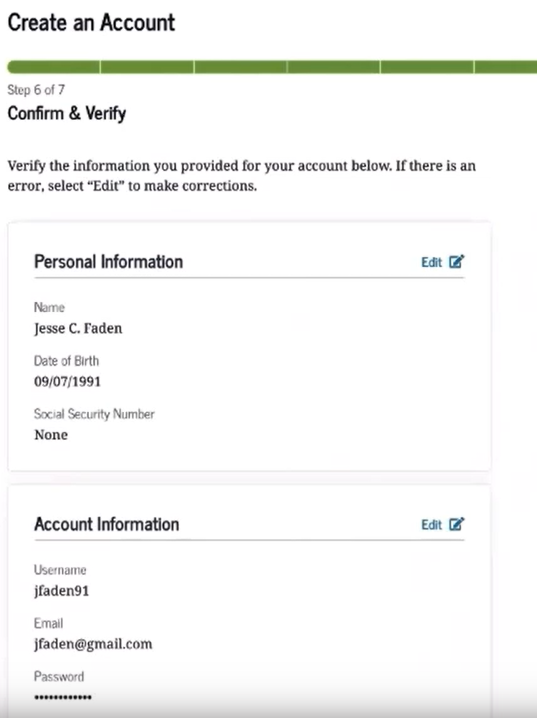 Create an Account
Step 6 of 7
Confirm & Verify
Verify the information you provided for your account below. If there is an
error, select “Edit” to make corrections.
Personal Information
Edit
Name
Jesse C. Faden
Date of Birth
09/07/1991
Social Security Number
None
Account Information
Edit
Username
jfaden91
Email
jfaden@gmail.com
Password
••••••••••••